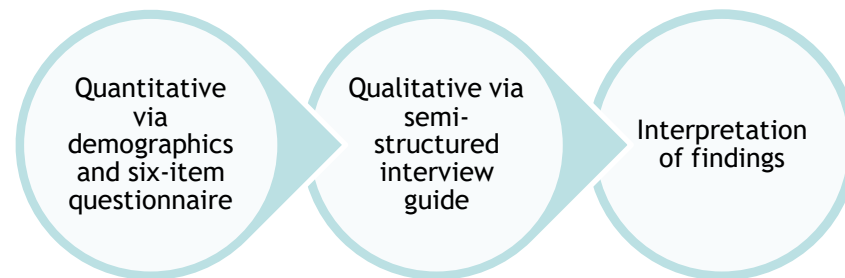 Quantitative
via
demographics
and six-item
questionnaire
Qualitative via
semi-
structured
interview
guide
Interpretation
of findings